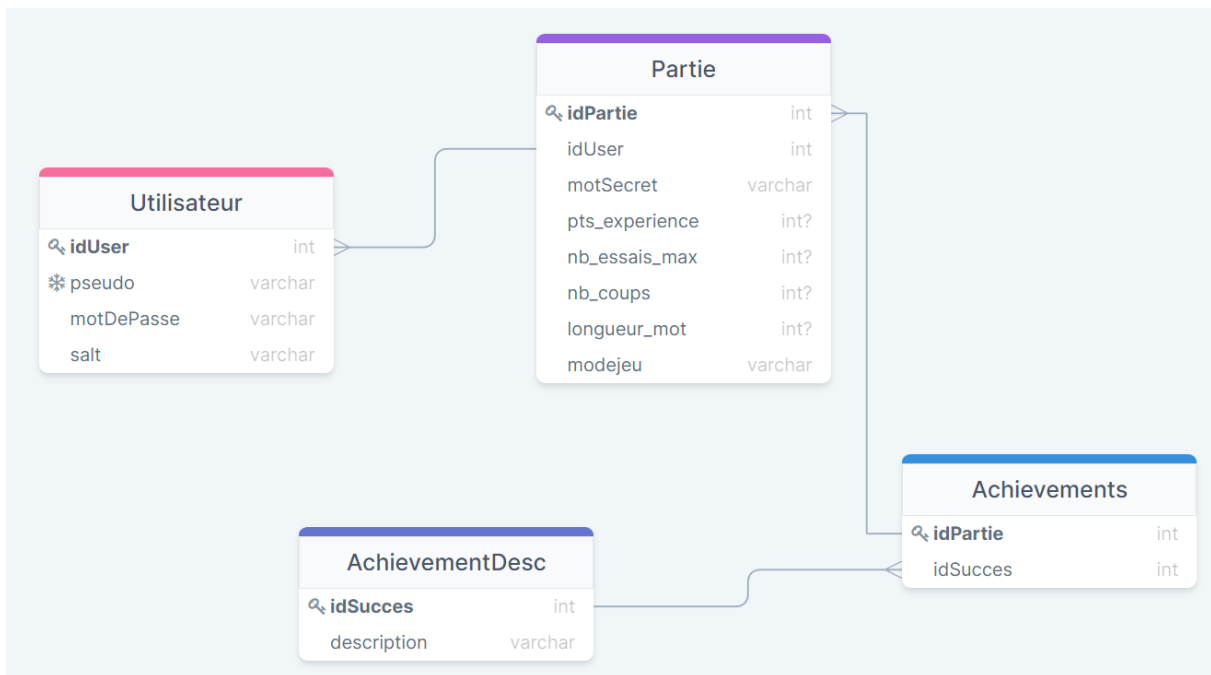 Partie
idPartie int
idUser int
motSecret varchar
pts_experience int?
nb_essais_max int?
nb_coups int?
longueur_mot int?
modejeu varchar
Utilisateur
idUser int
pseudo varchar
motDePasse varchar
salt varchar
Achievements
idPartie int
idSucces int
AchievementDesc
idSucces int
description varchar